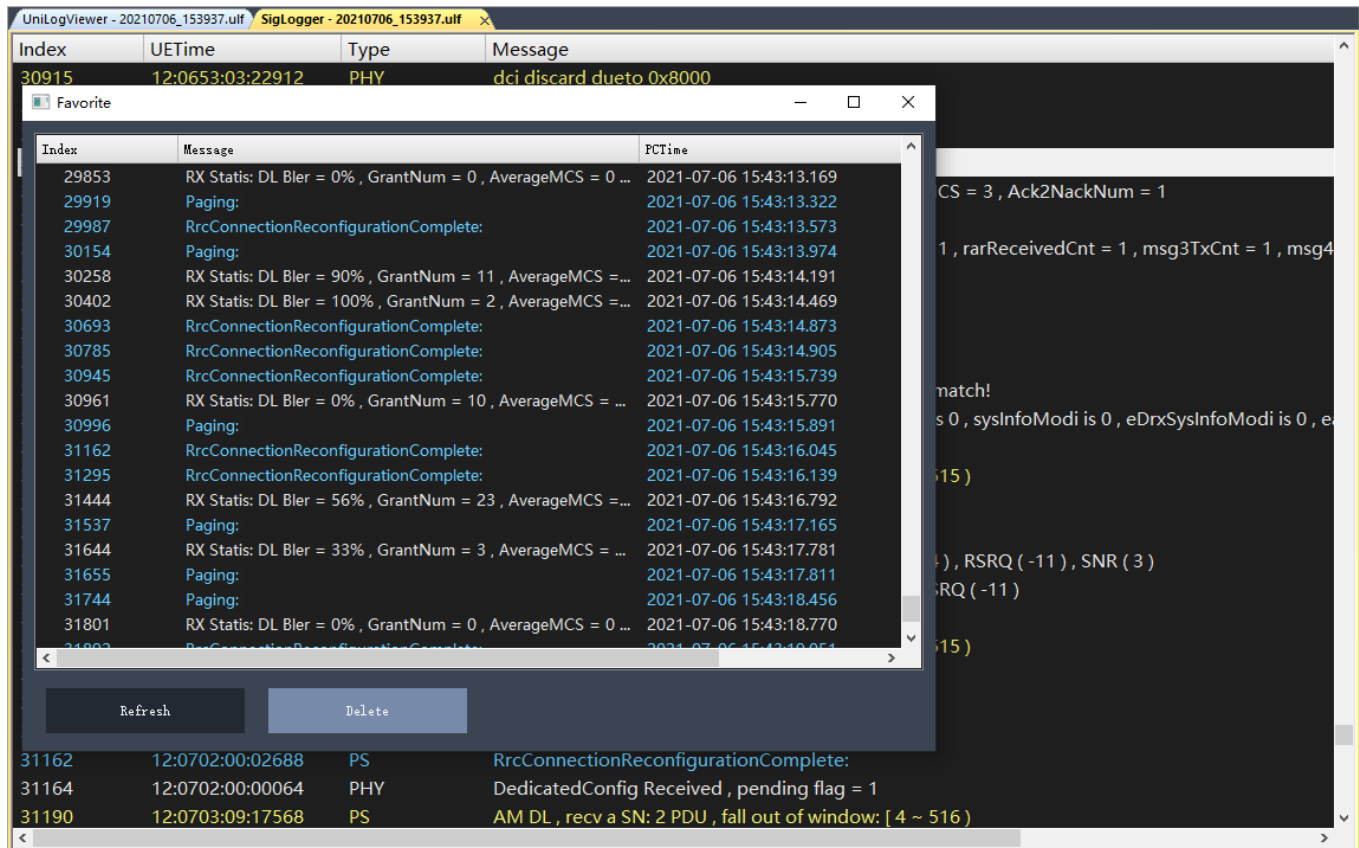 UniLogViewer - 20210706_153937.ulf SigLogger - 20210706_153937.ulf
Index UETime Type Message
30915 12:0653:03:22912 PHY dci discard dueto 0x8000
Favorite
Index Message PCTime
29853 RX Statis: DL Bler = 0% , GrantNum = 0 , AverageMCS = 0 ... 2021-07-06 15:43:13.169
29919 Paging: 2021-07-06 15:43:13.322
29987 RrcConnectionReconfigurationComplete: 2021-07-06 15:43:13.573
30154 Paging: 2021-07-06 15:43:13.974
30258 RX Statis: DL Bler = 90% , GrantNum = 11 , AverageMCS =... 2021-07-06 15:43:14.191
30402 RX Statis: DL Bler = 100% , GrantNum = 2 , AverageMCS =... 2021-07-06 15:43:14.469
30693 RrcConnectionReconfigurationComplete: 2021-07-06 15:43:14.873
30785 RrcConnectionReconfigurationComplete: 2021-07-06 15:43:14.905
30945 RrcConnectionReconfigurationComplete: 2021-07-06 15:43:15.739
30961 RX Statis: DL Bler = 0% , GrantNum = 10 , AverageMCS = ... 2021-07-06 15:43:15.770
30996 Paging: 2021-07-06 15:43:15.891
31162 RrcConnectionReconfigurationComplete: 2021-07-06 16:43:16.045
31295 RrcConnectionReconfigurationComplete: 2021-07-06 15:43:16.139
31444 RX Statis: DL Bler = 56% , GrantNum = 23 , AverageMCS =... 2021-07-06 15:43:16.792
31537 Paging: 2021-07-06 15:43:17.165
31644 RX Statis: DL Bler = 33% , GrantNum = 3 , AverageMCS = ... 2021-07-06 15:43:17.781
31655 Paging: 2021-07-06 15:43:17.811
31744 Paging: 2021-07-06 15:43:18.456
31801 RX Statis: DL Bler = 0% , GrantNum = 0 , AverageMCS = 0 ... 2021-07-06 15:43:18.770
Refresh Delete
CS = 3 , Ack2NackNum = 1
1 , rarReceivedCnt = 1 , msg3TxCnt = 1 , msg4
match!
s 0 , sysInfoModi is 0 , eDrxSysInfoModi is 0 , ea
515 )
) , RSRQ ( -11 ) , SNR ( 3 )
SRQ ( -11 )
515 )
31162 12:0702:00:02688 PS RrcConnectionReconfigurationComplete:
31164 12:0702:00:00064 PHY DedicatedConfig Received , pending flag = 1
31190 12:0703:09:17568 PS AM DL , recv a SN: 2 PDU , fall out of window: [ 4 ~ 516 )